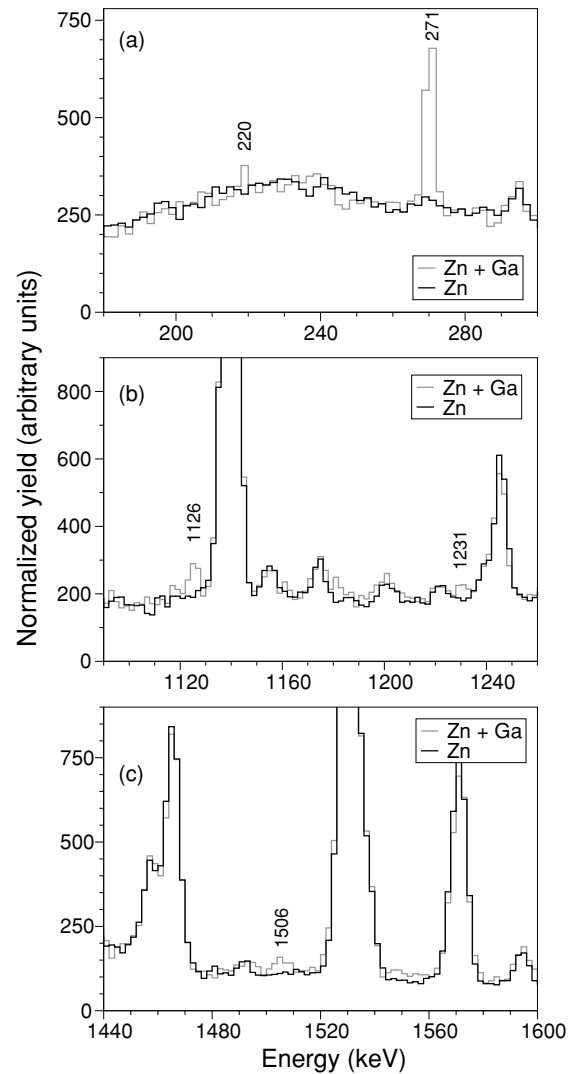 750
(a)
271
500
220
250
Zn + Ga
Zn
0
200
240
280
Normalized yield (arbitrary units)
800
(b)
Zn + Ga
Zn
600
400
1126
1231
200
0
1120
1160
1200
1240
750
(c)
Zn + Ga
Zn
500
250
1506
0
1440
1480
1520
1560
1600
Energy (keV)